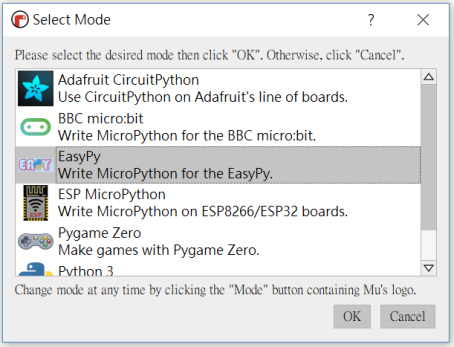 Select Mode
Please select the desired mode then click "OK". Otherwise, click "Cancel".
Adafruit CircuitPython
Use CircuitPython on Adafruit's line of boards.
BBC micro:bit
Write MicroPython for the BBC micro:bit.
EASY
EasyPy
Write MicroPython for the EasyPy.
ESP MicroPython
Write MicroPython on ESP8266/ESP32 boards.
ESP
Pygame Zero
Make games with Pygame Zero.
Python 3
Change mode at any time by clicking the "Mode" button containing Mu's logo.
OK Cancel